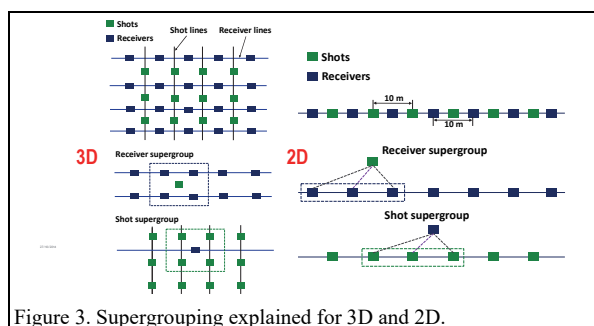 Shots
Receivers
Shot lines
Receiver lines
3D
Receiver supergroup
Shot supergroup
Shots
Receivers
10 m
10 m
2D
Receiver supergroup
Shot supergroup
Figure 3. Supergrouping explained for 3D and 2D.